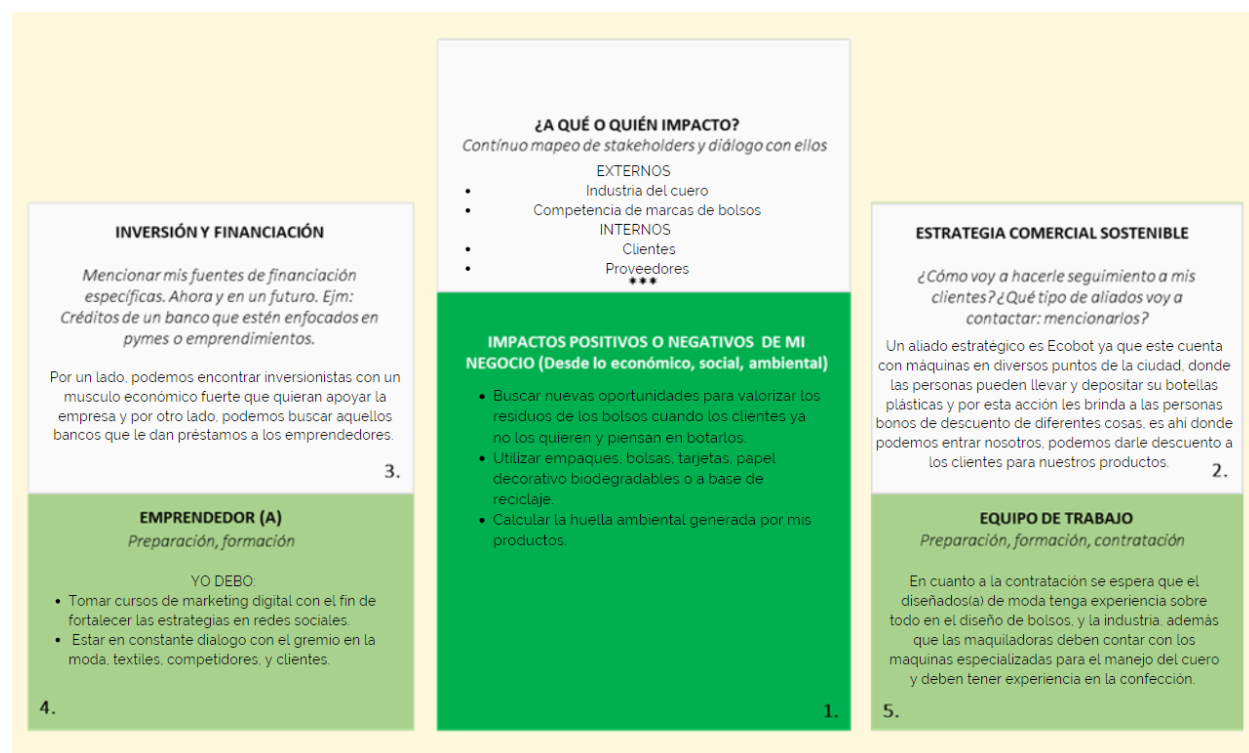 ¿A QUÉ O QUIÉN IMPACTO?
Contínuo mapeo de stakeholders y diálogo con ellos
EXTERNOS
• Industria del cuero
• Competencia de marcas de bolsos
INTERNOS
• Clientes
• Proveedores
***
IMPACTOS POSITIVOS O NEGATIVOS DE MI
NEGOCIO (Desde lo económico, social, ambiental)
• Buscar nuevas oportunidades para valorizar los
residuos de los bolsos cuando los clientes ya
no los quieren y piensan en botarlos.
• Utilizar empaques, bolsas, tarjetas, papel
decorativo biodegradables o a base de
reciclaje.
• Calcular la huella ambiental generada por mis
productos.
1.
INVERSIÓN Y FINANCIACIÓN
Mencionar mis fuentes de financiación
específicas. Ahora y en un futuro. Ejm:
Créditos de un banco que estén enfocados en
pymes o emprendimientos.
Por un lado, podemos encontrar inversionistas con un
musculo económico fuerte que quieran apoyar la
empresa y por otro lado, podemos buscar aquellos
bancos que le dan préstamos a los emprendedores.
3.
EMPRENDEDOR (A)
Preparación, formación
YO DEBO:
• Tomar cursos de marketing digital con el fin de
fortalecer las estrategias en redes sociales.
• Estar en constante dialogo con el gremio en la
moda, textiles, competidores, y clientes.
4.
ESTRATEGIA COMERCIAL SOSTENIBLE
¿Cómo voy a hacerle seguimiento a mis
clientes? ¿Qué tipo de aliados voy a
contactar: mencionarlos?
Un aliado estratégico es Ecobot ya que este cuenta
con máquinas en diversos puntos de la ciudad, donde
las personas pueden llevar y depositar su botellas
plásticas y por esta acción les brinda a las personas
bonos de descuento de diferentes cosas, es ahí donde
podemos entrar nosotros, podemos darle descuento a
los clientes para nuestros productos.
2.
EQUIPO DE TRABAJO
Preparación, formación, contratación
En cuanto a la contratación se espera que el
diseñados(a) de moda tenga experiencia sobre
todo en el diseño de bolsos, y la industria, además
que las maquiladoras deben contar con los
maquinas especializadas para el manejo del cuero
y deben tener experiencia en la confección.
5.